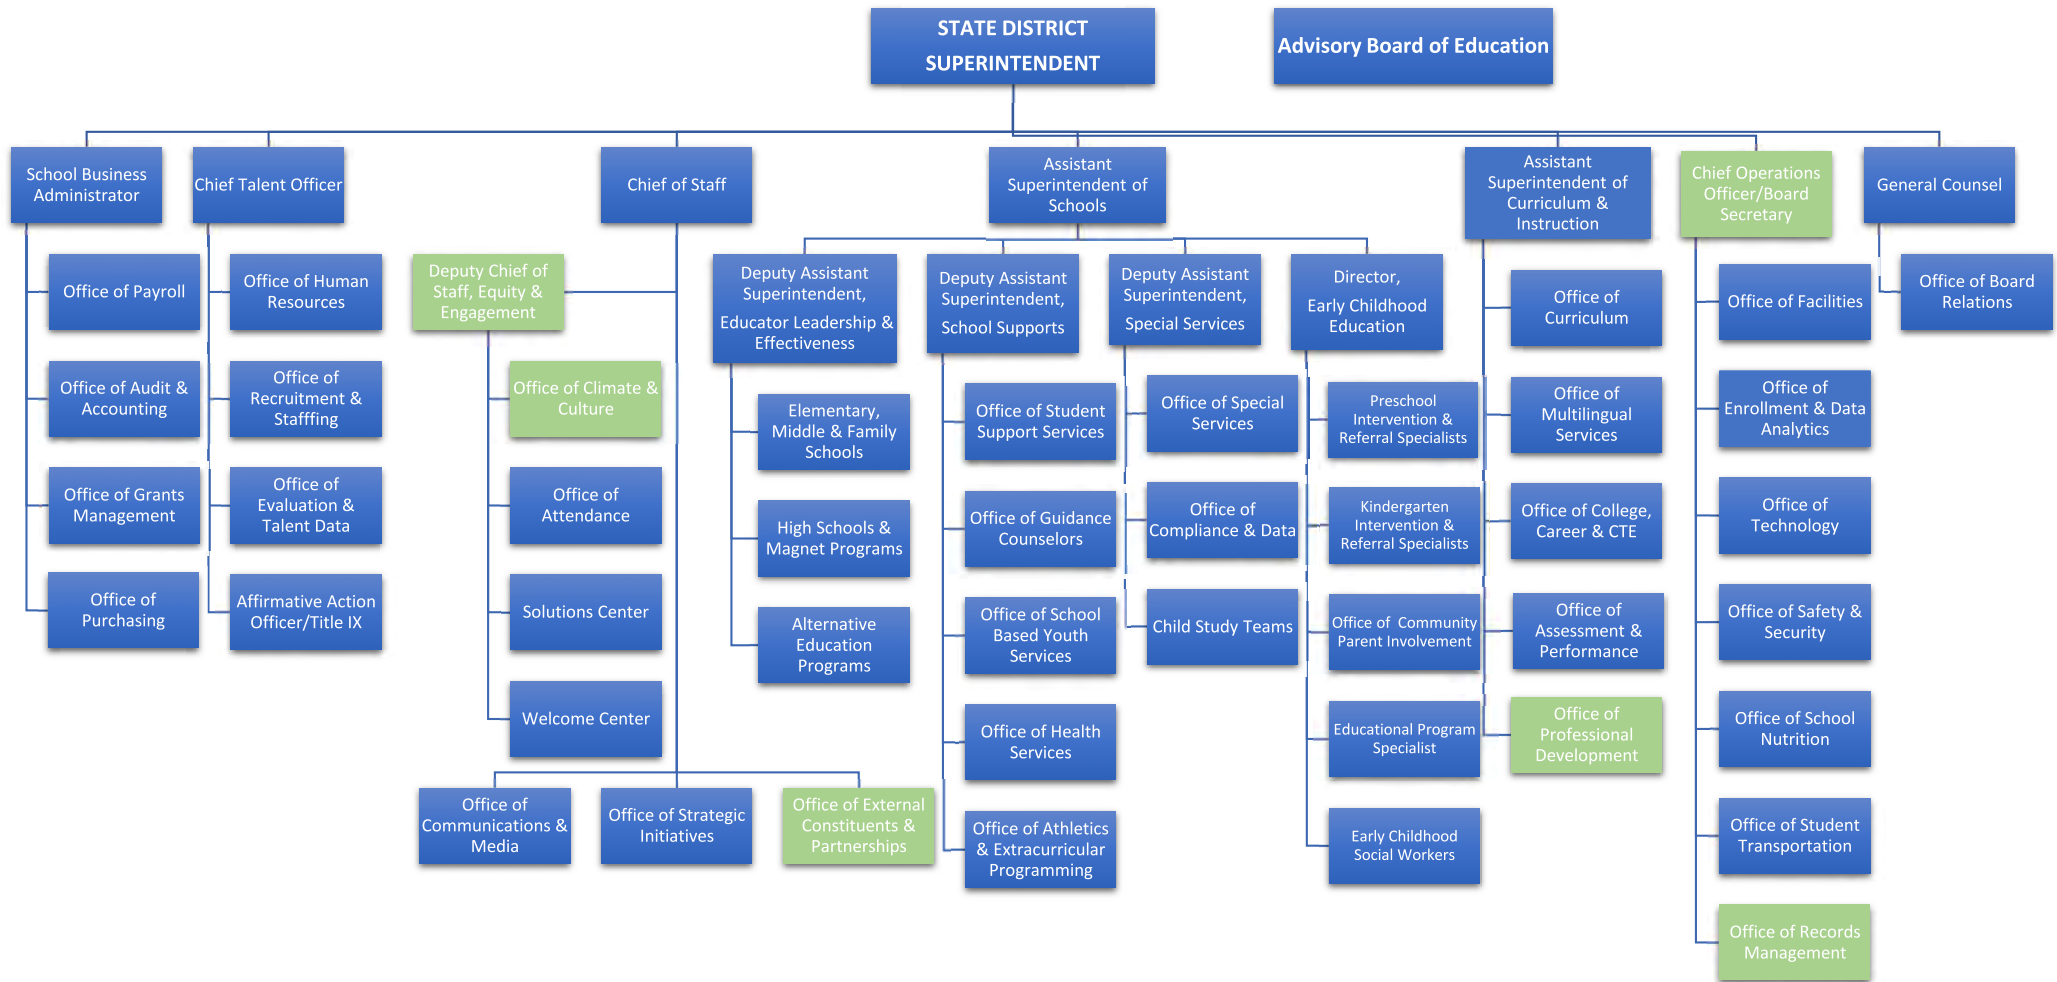 STATE DISTRICT
SUPERINTENDENT
Advisory Board of Education
School Business
Administrator
Chief Talent Officer
Chief of Staff
Assistant
Superintendent of
Schools
Assistant
Superintendent of
Curriculum &
Instruction
Chief Operations
Officer/Board
Secretary
General Counsel
Office of Payroll
Office of Audit &
Accounting
Office of Grants
Management
Office of
Purchasing
Office of Human
Resources
Office of
Recruitment &
Stafffing
Office of
Evaluation &
Talent Data
Affirmative Action
Officer/Title IX
Deputy Chief of
Staff, Equity &
Engagement
Office of Climate &
Culture
Office of
Attendance
Solutions Center
Welcome Center
Office of
Communications &
Media
Office of Strategic
Initiatives
Office of External
Constituents &
Partnerships
Deputy Assistant
Superintendent,
Educator Leadership &
Effectiveness
Elementary,
Middle & Family
Schools
High Schools &
Magnet Programs
Alternative
Education
Programs
Deputy Assistant
Superintendent,
School Supports
Office of Student
Support Services
Office of Guidance
Counselors
Office of School
Based Youth
Services
Office of Health
Services
Office of Athletics
& Extracurricular
Programming
Deputy Assistant
Superintendent,
Special Services
Office of Special
Services
Office of
Compliance & Data
Child Study Teams
Director,
Early Childhood
Education
Preschool
Intervention &
Referral Specialists
Kindergarten
Intervention &
Referral Specialists
Office of Community
Parent Involvement
Educational Program
Specialist
Early Childhood
Social Workers
Office of
Curriculum
Office of
Multilingual
Services
Office of College,
Career & CTE
Office of
Assessment &
Performance
Office of
Professional
Development
Office of Facilities
Office of
Enrollment & Data
Analytics
Office of
Technology
Office of Safety &
Security
Office of School
Nutrition
Office of Student
Transportation
Office of Records
Management
Office of Board
Relations